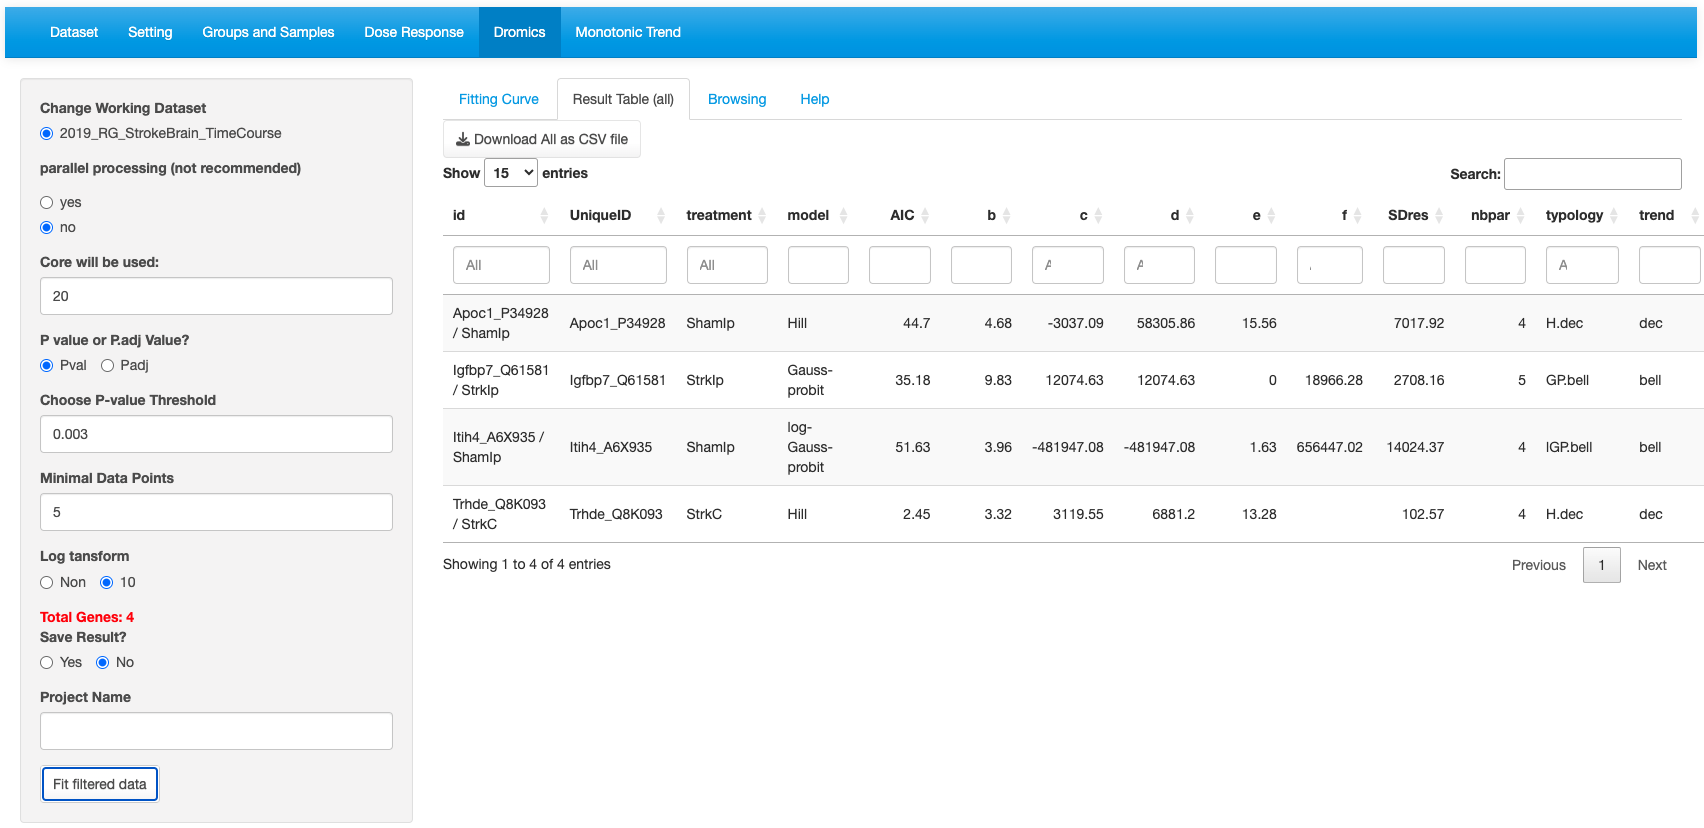 Dataset Setting Groups and Samples Dose Response Dromics Monotonic Trend
Change Working Dataset
2019_RG_StrokeBrain_TimeCourse
parallel processing (not recommended)
yes
no
Core will be used:
20
P value or P.adj Value?
Pval Padj
Choose P-value Threshold
0.003
Minimal Data Points
5
Log tansform
Non 10
Total Genes: 4
Save Result?
Yes No
Project Name
Fit filtered data
Fitting Curve Result Table (all) Browsing Help
Download All as CSV file
Show 15 entries
Search:
id UniqueID treatment model AIC b c d e f SDres nbpar typology trend
All All All A A A
Apoc1_P34928
/ ShamIp Apoc1_P34928 ShamIp Hill 44.7 4.68 -3037.09 58305.86 15.56 7017.92 4 H.dec dec
Igfbp7_Q61581
/ StrkIp Igfbp7_Q61581 StrkIp Gauss-
probit 35.18 9.83 12074.63 12074.63 0 18966.28 2708.16 5 GP.bell bell
Itih4_A6X935 /
ShamIp Itih4_A6X935 ShamIp log-
Gauss-
probit 51.63 3.96 -481947.08 -481947.08 1.63 656447.02 14024.37 4 lGP.bell bell
Trhde_Q8K093
/ StrkC Trhde_Q8K093 StrkC Hill 2.45 3.32 3119.55 6881.2 13.28 102.57 4 H.dec dec
Showing 1 to 4 of 4 entries
Previous 1 Next